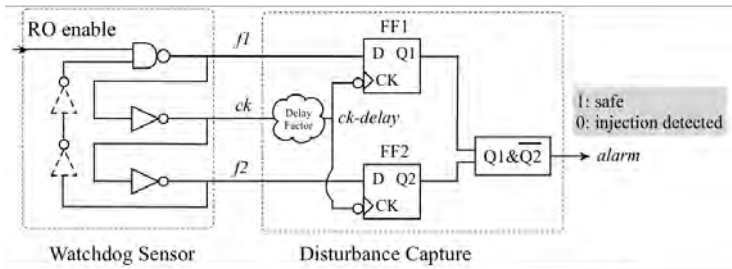 RO enable
f1
ck
f2
Watchdog Sensor
Delay
Factor
ck-delay
FF1
D Q1
CK
FF2
D Q2
CK
Disturbance Capture
Q1&Q̅2̅
alarm
1: safe
0: injection detected